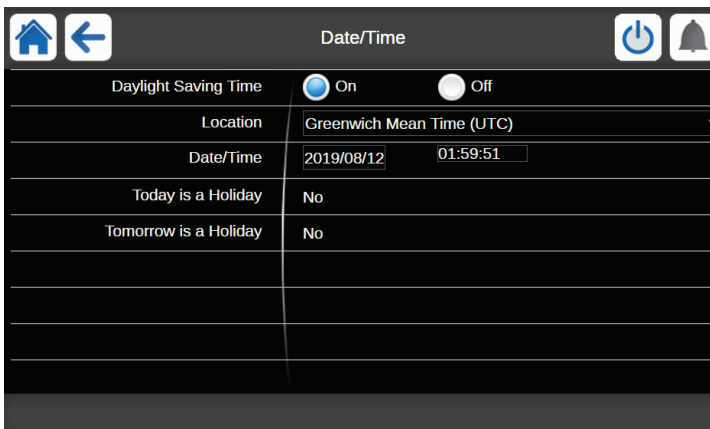 Date/Time
Daylight Saving Time On Off
Location Greenwich Mean Time (UTC)
Date/Time 2019/08/12 01:59:51
Today is a Holiday No
Tomorrow is a Holiday No